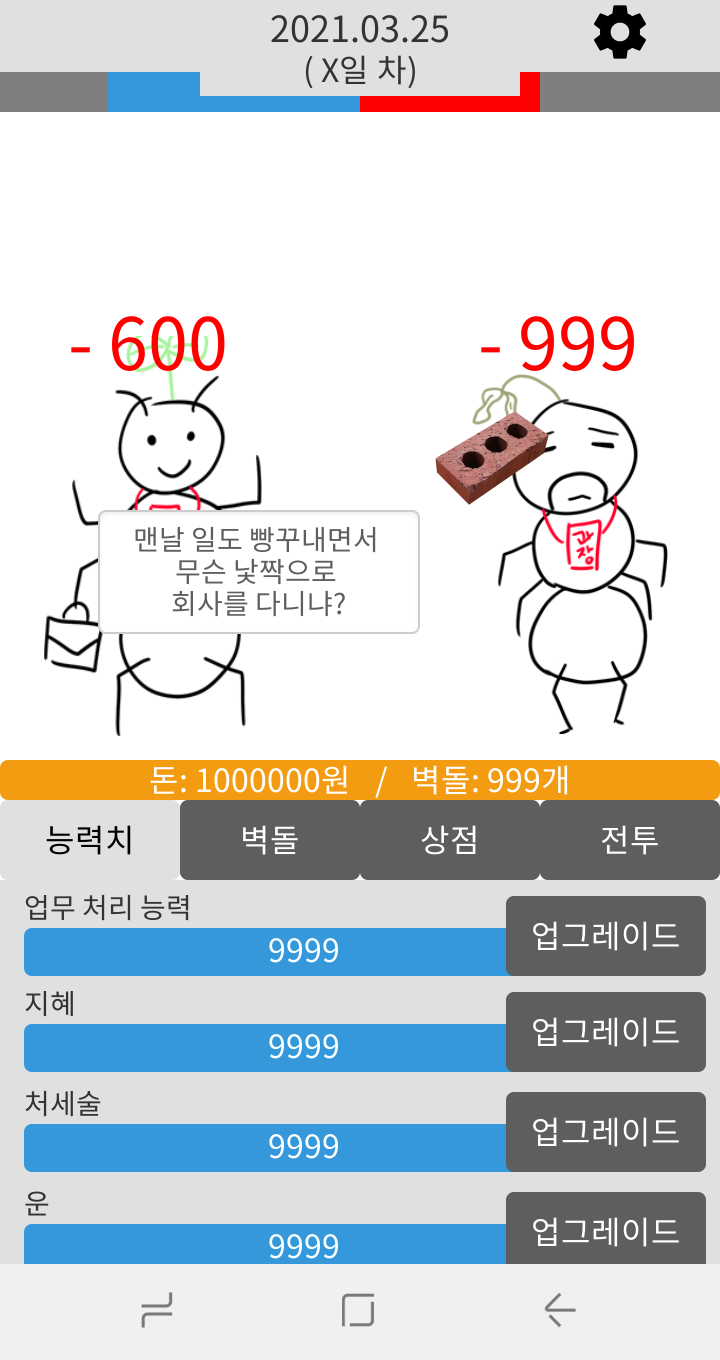 2021.03.25
( X일 차)
- 600
- 999
맨날 일도 빵꾸내면서
무슨 낯짝으로
회사를 다니냐?
과장
돈: 1000000원 / 벽돌: 999개
능력치
벽돌
상점
전투
업무 처리 능력
9999
업그레이드
지혜
9999
업그레이드
처세술
9999
업그레이드
운
9999
업그레이드